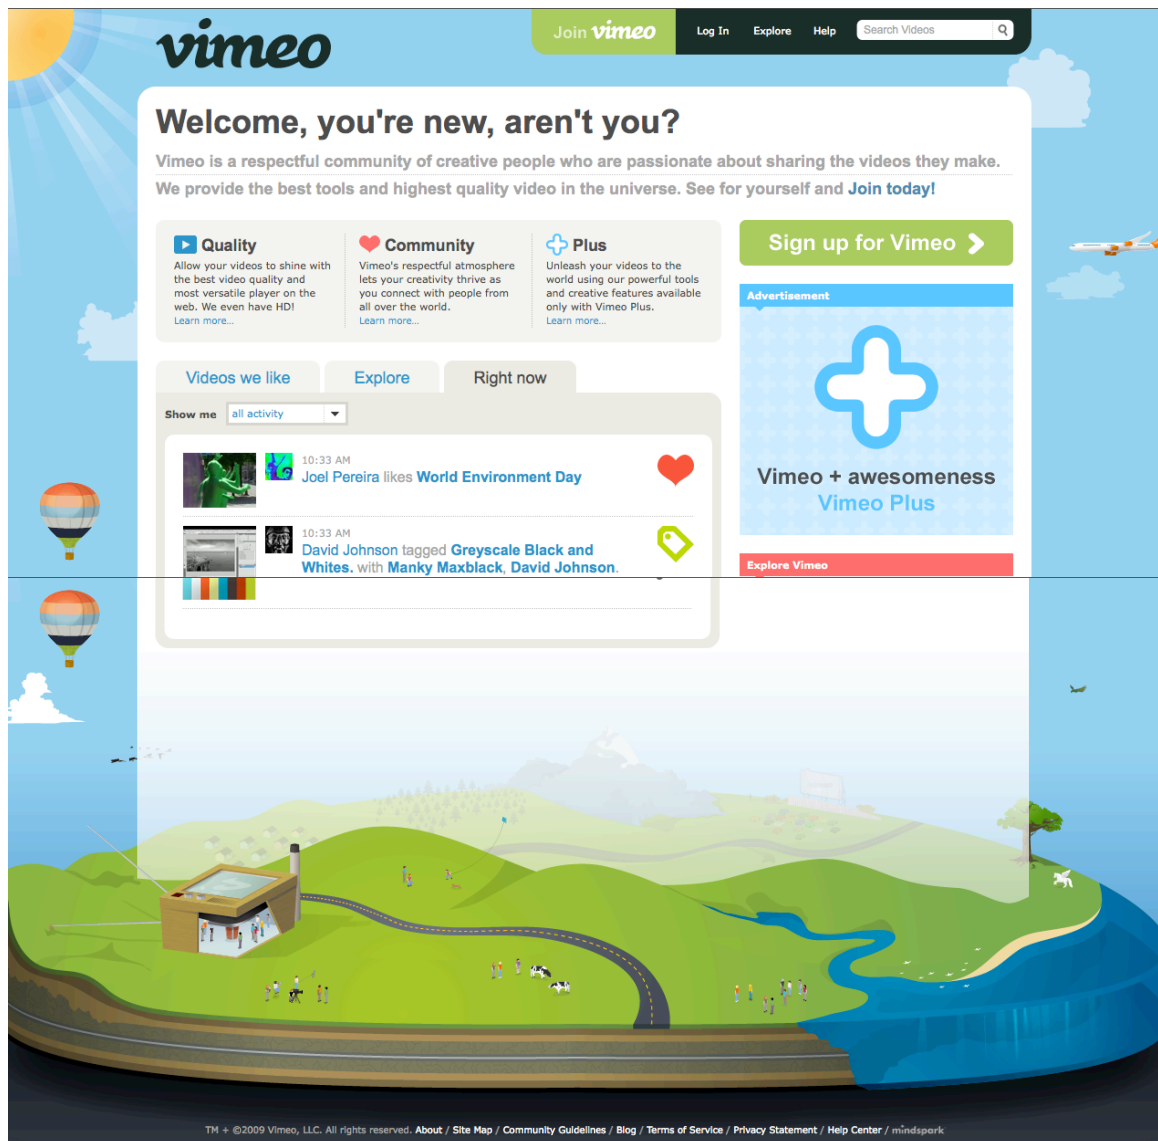 vimeo
Join vimeo
Log In
Explore
Help
Search Videos
Welcome, you're new, aren't you?
Vimeo is a respectful community of creative people who are passionate about sharing the videos they make.
We provide the best tools and highest quality video in the universe. See for yourself and Join today!
Quality
Allow your videos to shine with
the best video quality and
most versatile player on the
web. We even have HD!
Learn more...
Community
Vimeo's respectful atmosphere
lets your creativity thrive as
you connect with people from
all over the world.
Learn more...
Plus
Unleash your videos to the
world using our powerful tools
and creative features available
only with Vimeo Plus.
Learn more...
Sign up for Vimeo
Advertisement
Vimeo + awesomeness
Vimeo Plus
Explore Vimeo
Videos we like
Explore
Right now
Show me
all activity
10:33 AM
Joel Pereira likes World Environment Day
10:33 AM
David Johnson tagged Greyscale Black and
Whites. with Manky Maxblack, David Johnson.
TM + ©2009 Vimeo, LLC. All rights reserved. About / Site Map / Community Guidelines / Blog / Terms of Service / Privacy Statement / Help Center / mindspark